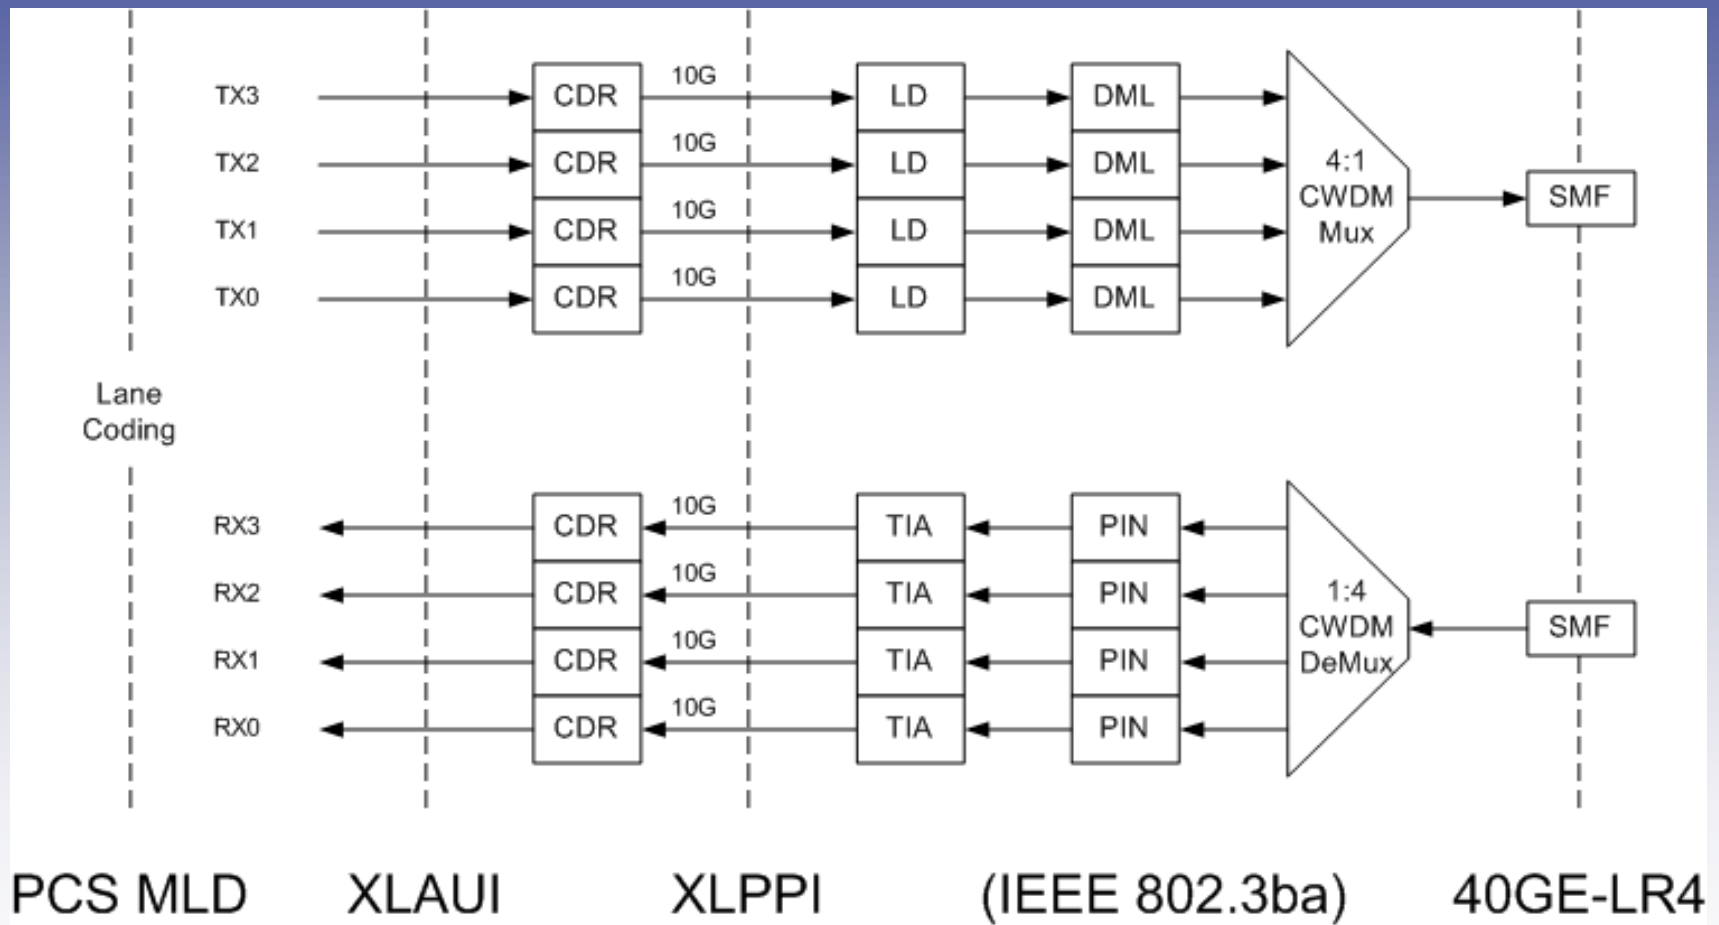 TX3 CDR 10G LD DML
TX2 CDR 10G LD DML
TX1 CDR 10G LD DML
TX0 CDR 10G LD DML
4:1
CWDM
Mux
SMF
Lane
Coding
RX3 CDR 10G TIA PIN
RX2 CDR 10G TIA PIN
RX1 CDR 10G TIA PIN
RX0 CDR 10G TIA PIN
1:4
CWDM
DeMux
SMF
PCS MLD XLAUI XLPPI (IEEE 802.3ba) 40GE-LR4